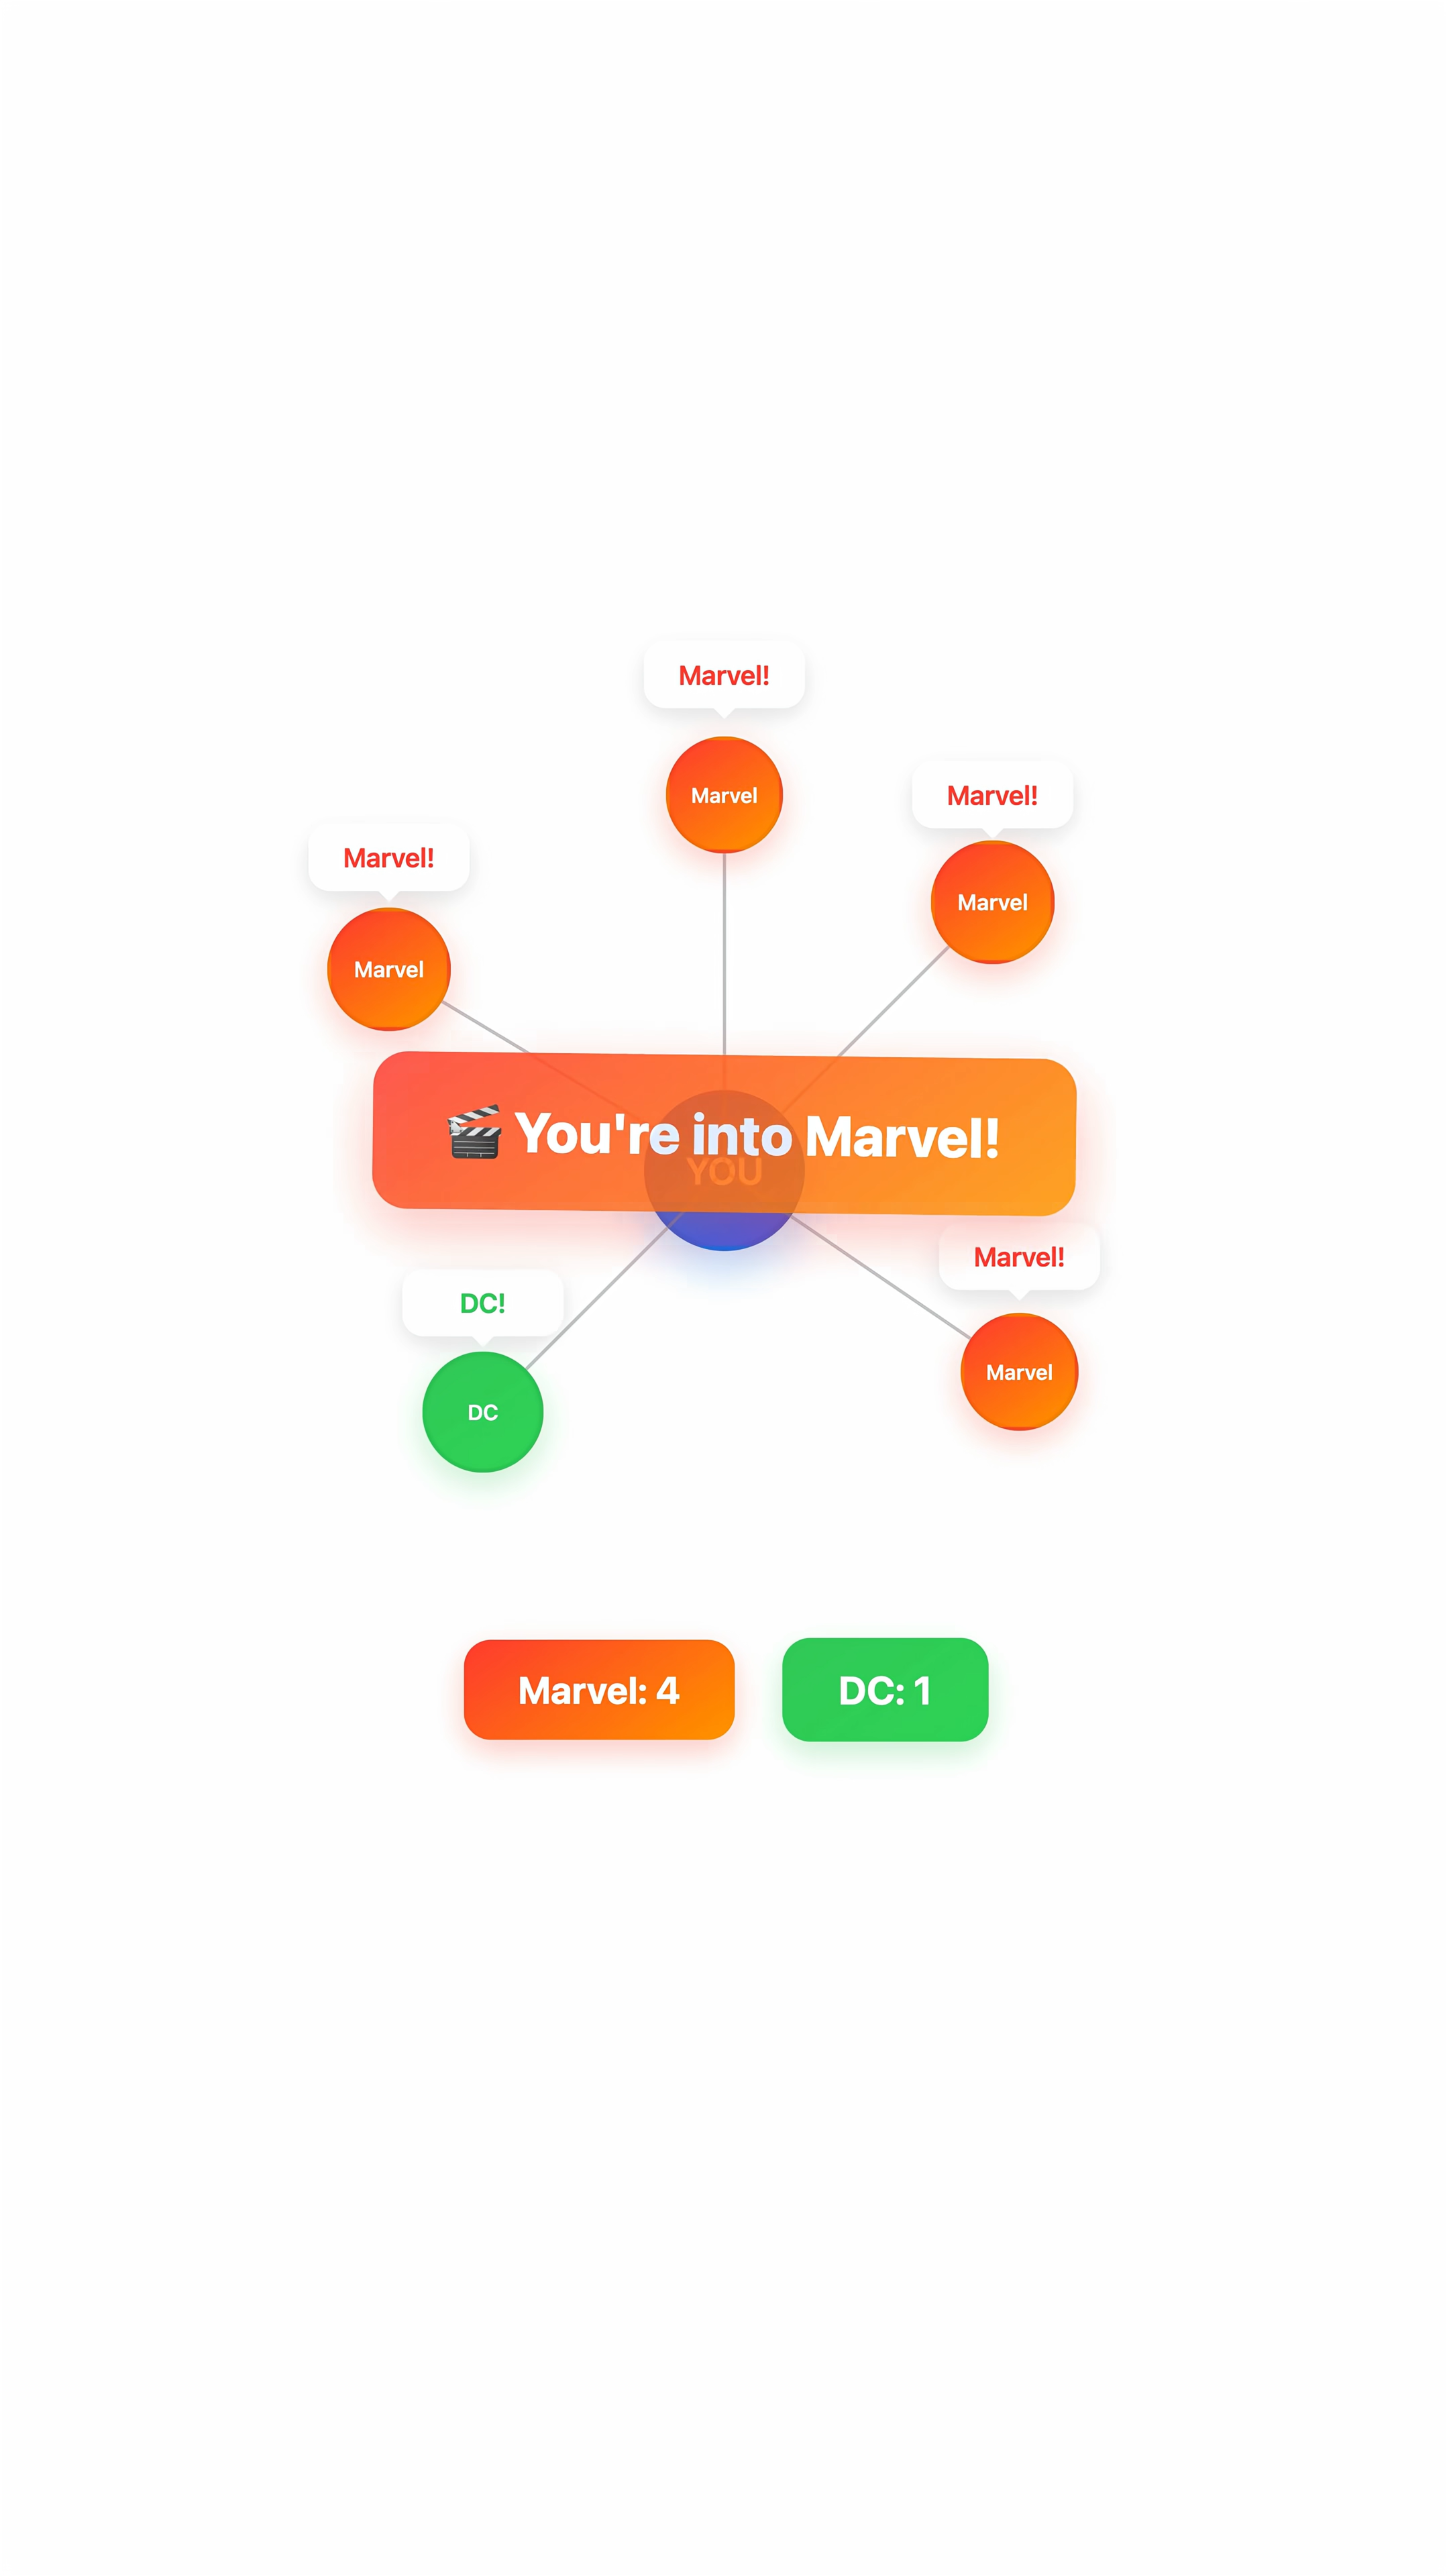 Marvel!
Marvel
Marvel!
Marvel
Marvel!
Marvel
🎬 You're into Marvel!
YOU
Marvel!
Marvel
DC!
DC
Marvel: 4
DC: 1